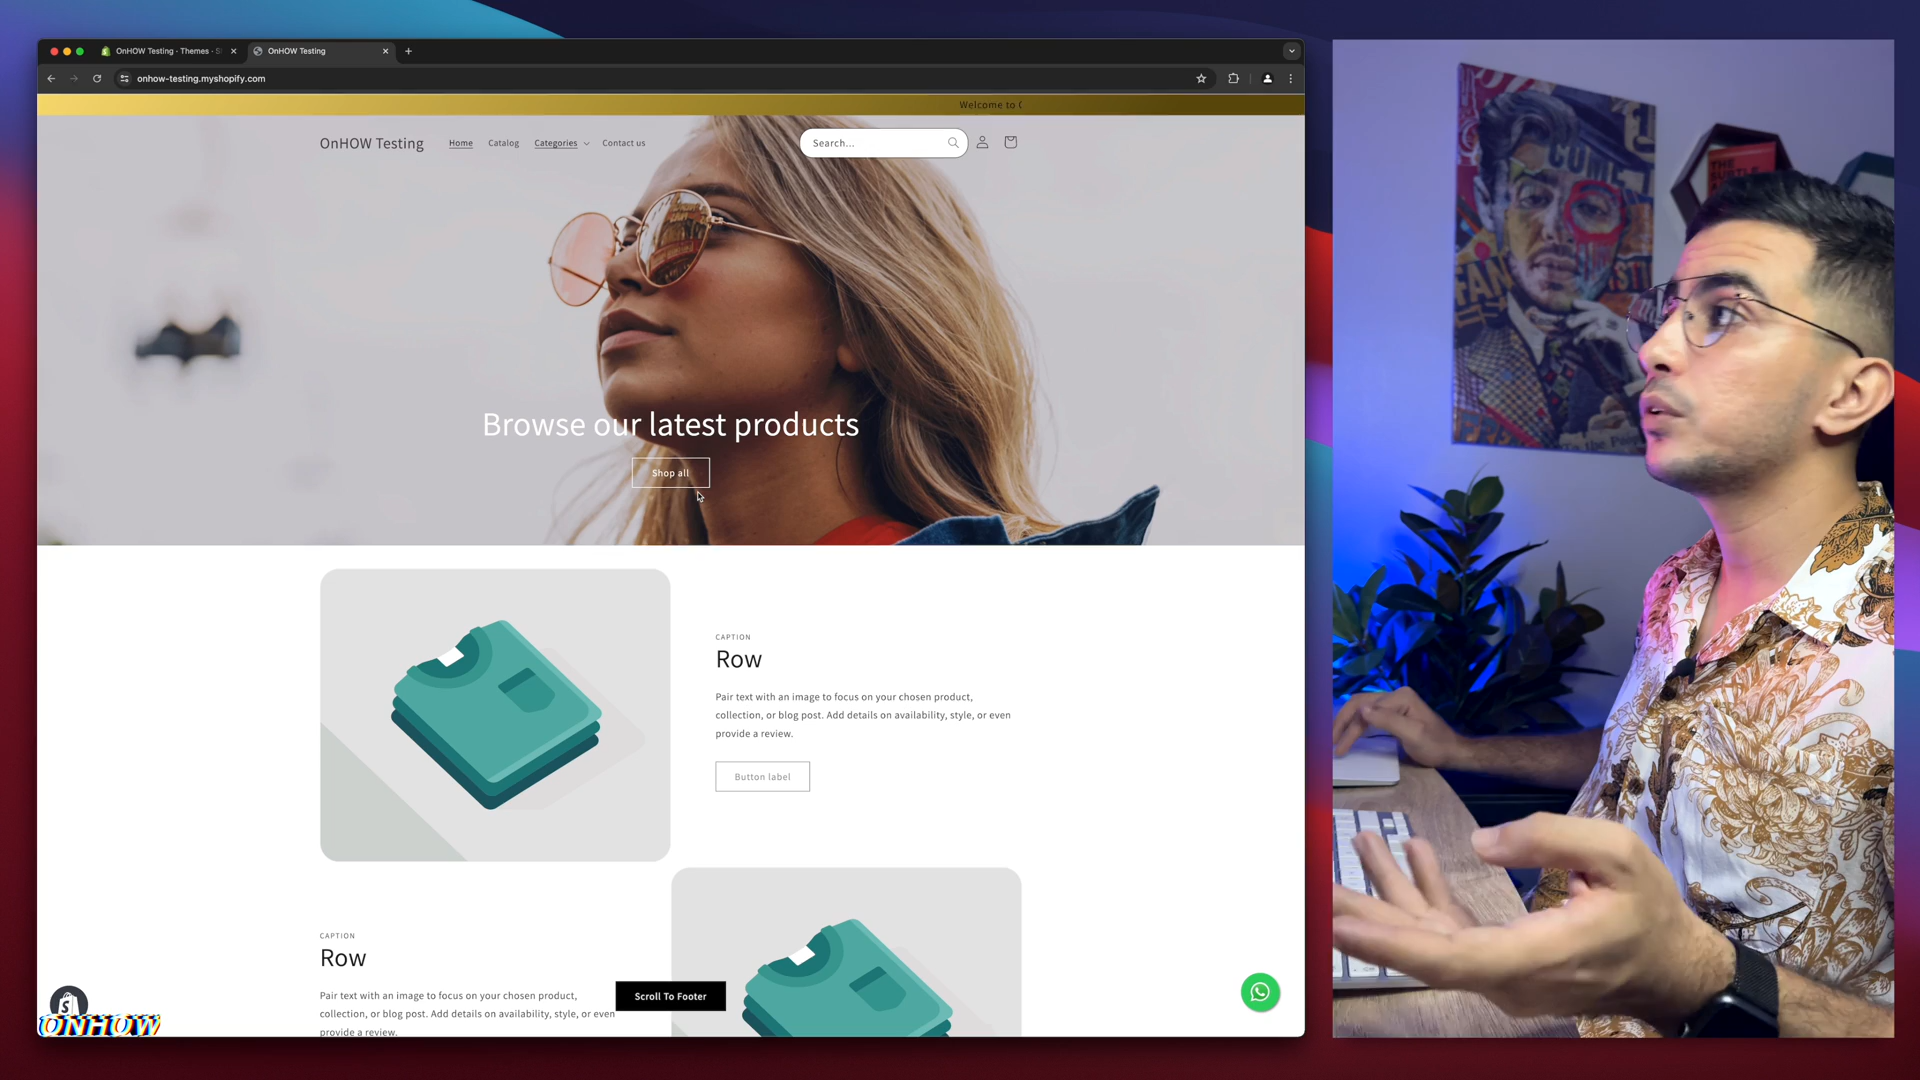 OnHOW Testing · Themes · S
OnHOW Testing
onhow-testing.myshopify.com
Welcome to
OnHOW Testing
Home
Catalog
Categories
Contact us
Search...
Browse our latest products
Shop all
CAPTION
Row
Pair text with an image to focus on your chosen product,
collection, or blog post. Add details on availability, style, or even
provide a review.
Button label
CAPTION
Row
Pair text with an image to focus on your chosen product,
collection, or blog post. Add details on availability, style, or even
provide a review.
Scroll To Footer
ONHOW
THE